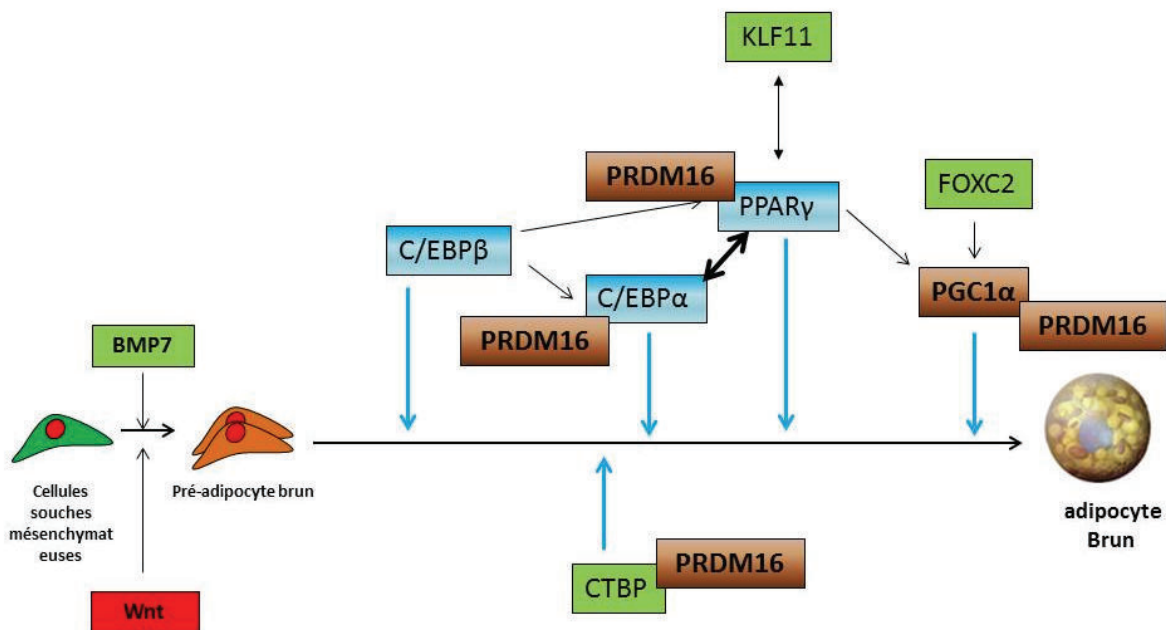 KLF11
PRDM16
FOXC2
PPARγ
C/EBPβ
C/EBPα
PGC1α
PRDM16
PRDM16
BMP7
Cellules
souches
mésenchymat
euses
Pré-adipocyte brun
adipocyte
Brun
PRDM16
CTBP
Wnt